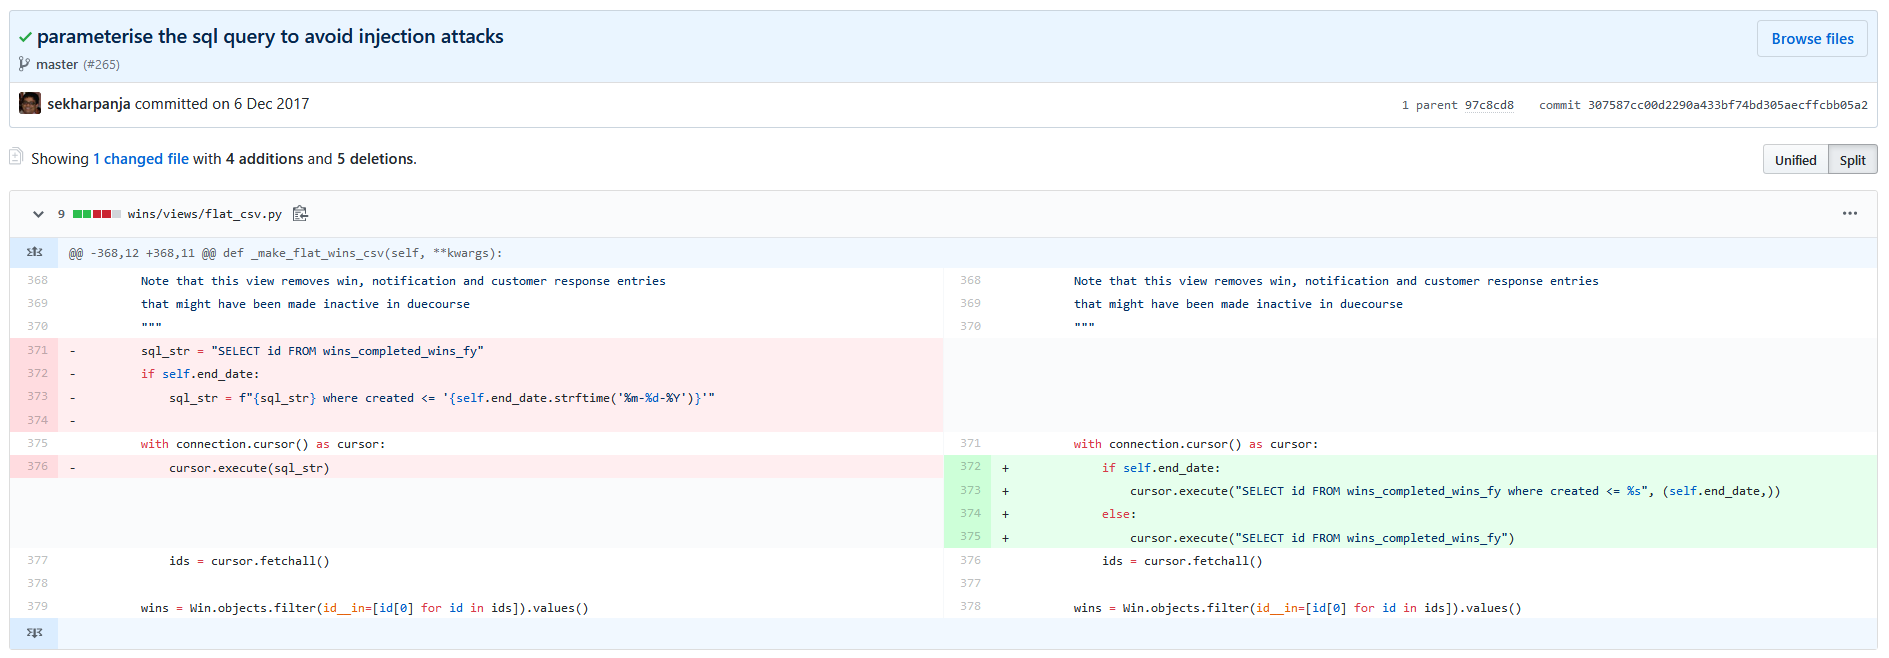 parameterise the sql query to avoid injection attacks
Browse files
master (#265)
sekharpanja committed on 6 Dec 2017
1 parent 97c8cd8 commit 307587cc00d2290a433bf74bd305aecffcbb05a2
Showing 1 changed file with 4 additions and 5 deletions.
Unified Split
9 wins/views/flat_csv.py
@@ -368,12 +368,11 @@ def _make_flat_wins_csv(self, **kwargs):
368 Note that this view removes win, notification and customer response entries 368 Note that this view removes win, notification and customer response entries
369 that might have been made inactive in duecourse 369 that might have been made inactive in duecourse
370 """ 370 """
371 - sql_str = "SELECT id FROM wins_completed_wins_fy"
372 - if self.end_date:
373 - sql_str = f"{sql_str} where created <= '{self.end_date.strftime('%m-%d-%Y')}'"
374 -
375 with connection.cursor() as cursor: 371 with connection.cursor() as cursor:
376 - cursor.execute(sql_str) 372 + if self.end_date:
373 + cursor.execute("SELECT id FROM wins_completed_wins_fy where created <= %s", (self.end_date,))
374 + else:
375 + cursor.execute("SELECT id FROM wins_completed_wins_fy")
377 ids = cursor.fetchall() 376 ids = cursor.fetchall()
378 377
379 wins = Win.objects.filter(id__in=[id[0] for id in ids]).values() 378 wins = Win.objects.filter(id__in=[id[0] for id in ids]).values()